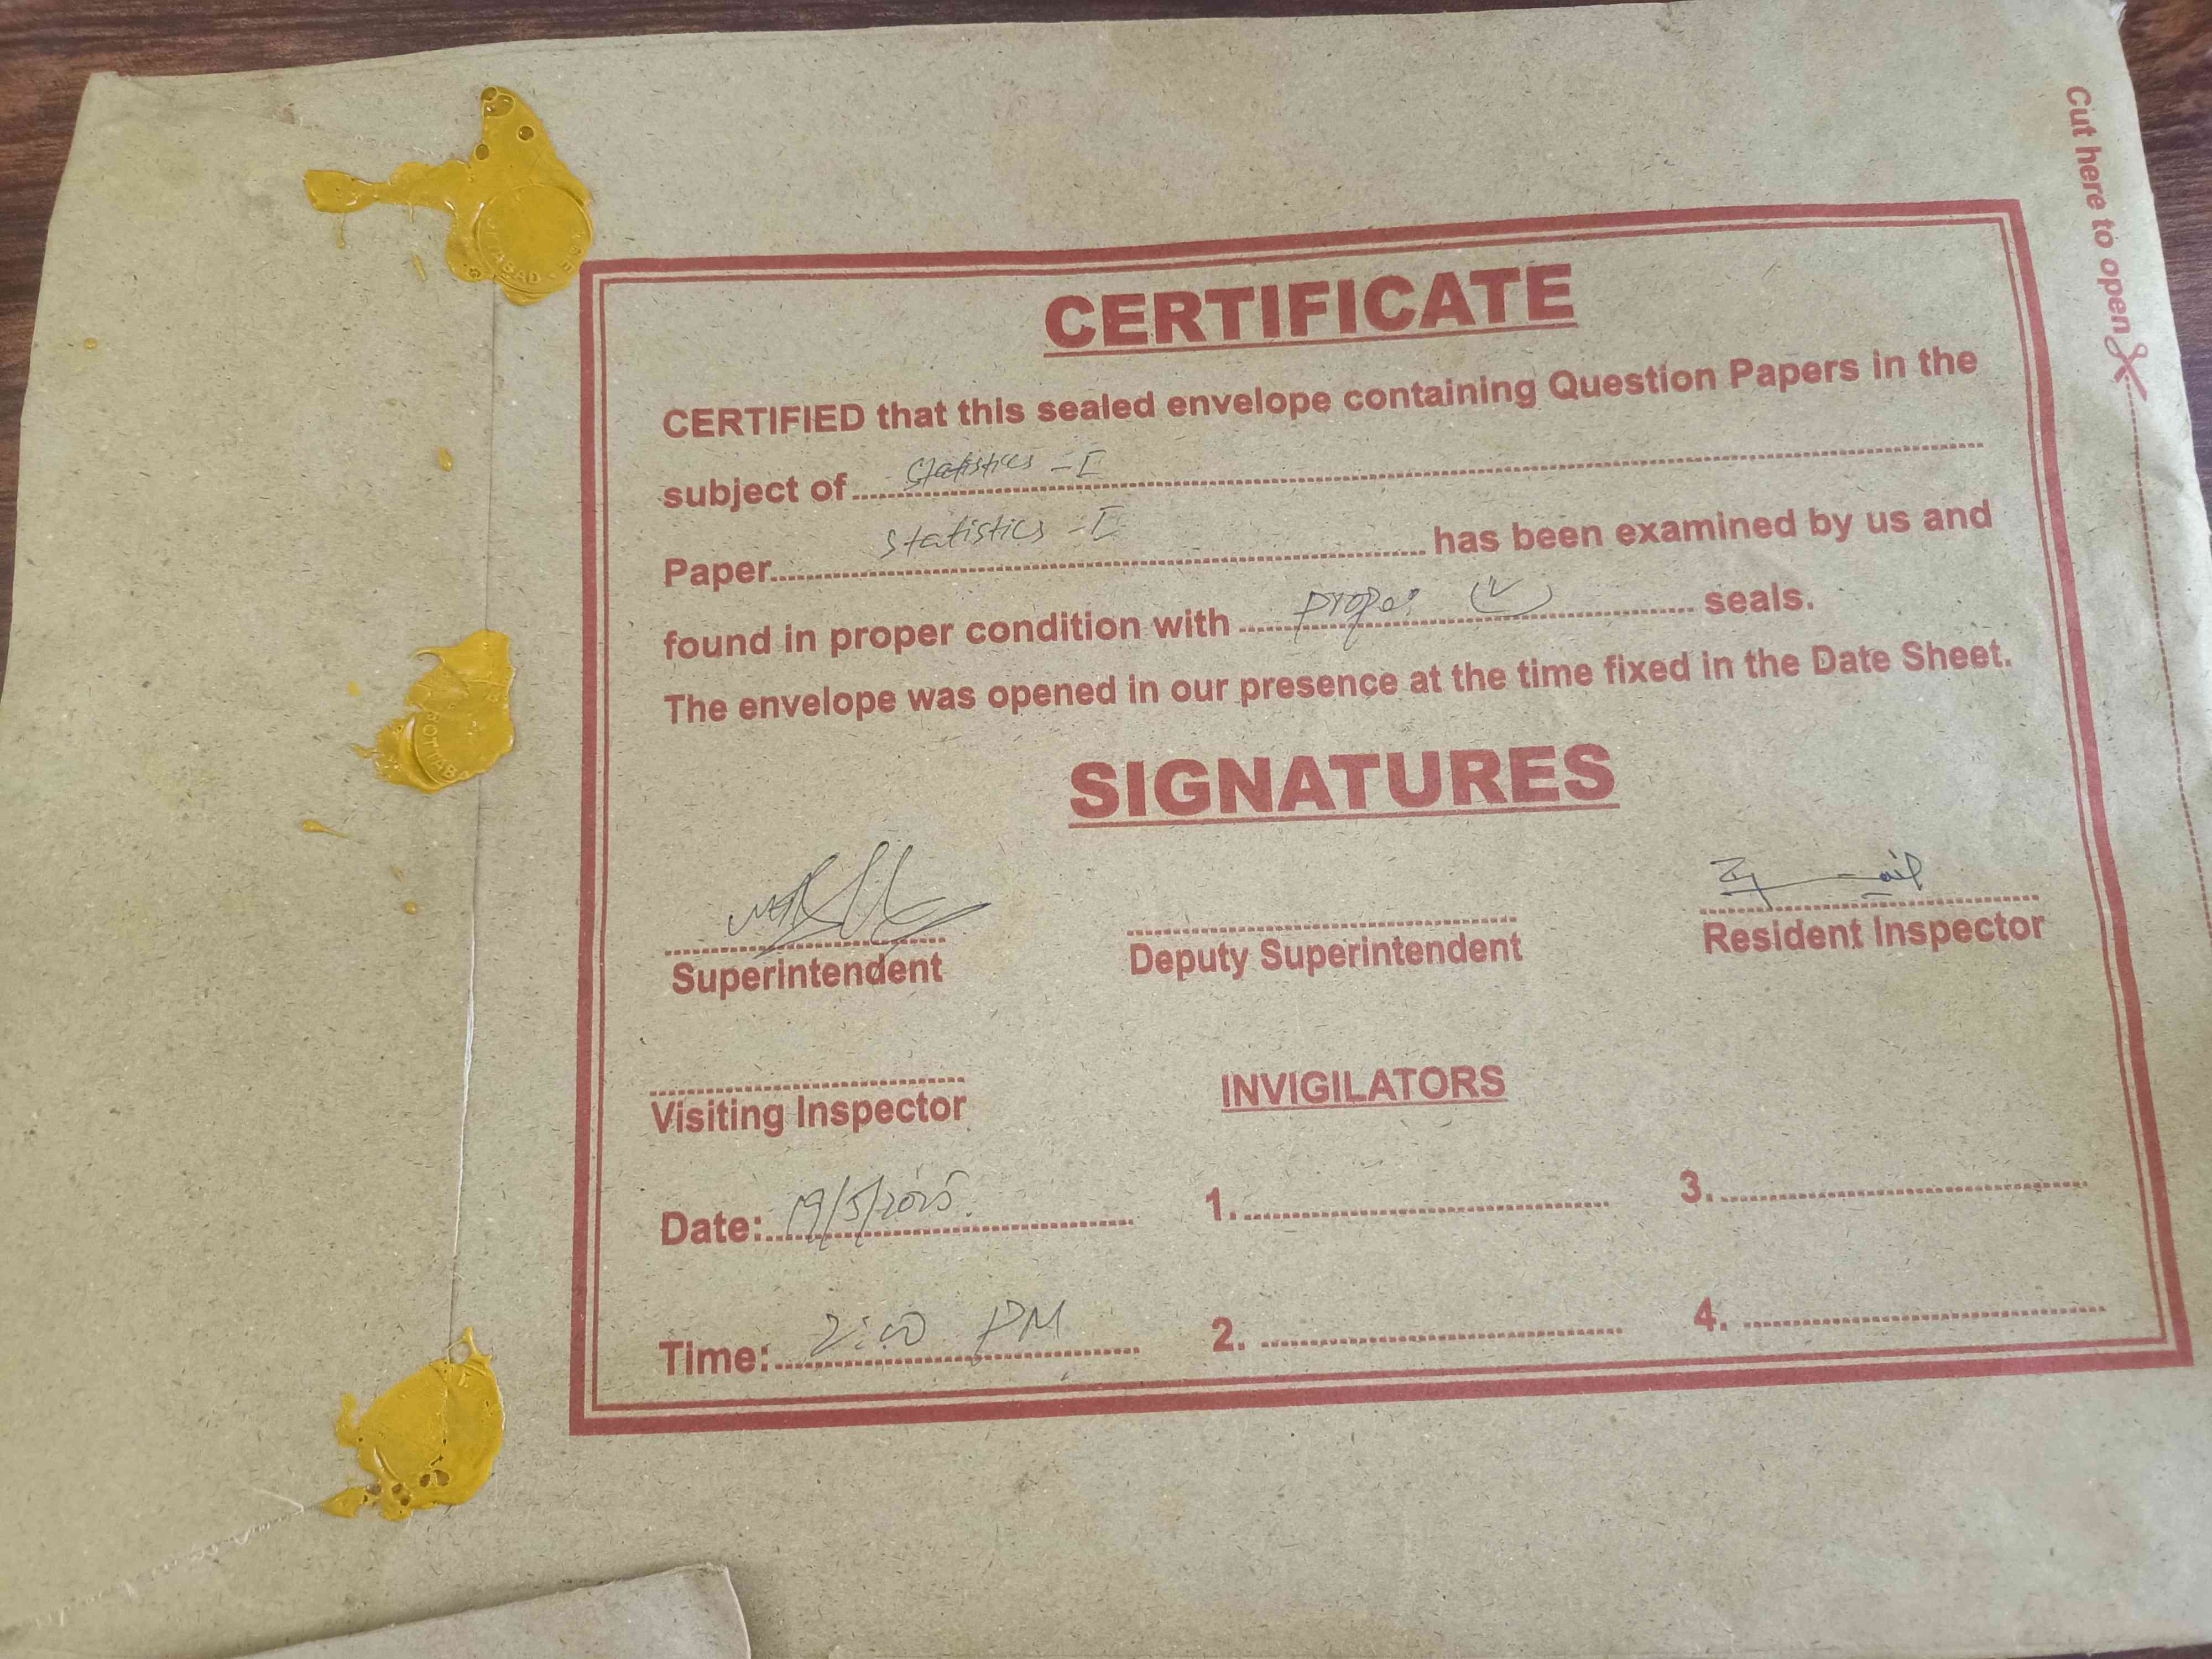 Cut here to open
CERTIFICATE
CERTIFIED that this sealed envelope containing Question Papers in the
subject of Statistics - I
Paper Statistics - I has been examined by us and
found in proper condition with proper seals.
The envelope was opened in our presence at the time fixed in the Date Sheet.
SIGNATURES
Superintendent Deputy Superintendent Resident Inspector
Visiting Inspector INVIGILATORS
Date: 19/5/2025 1. 3.
Time: PM 2. 4.